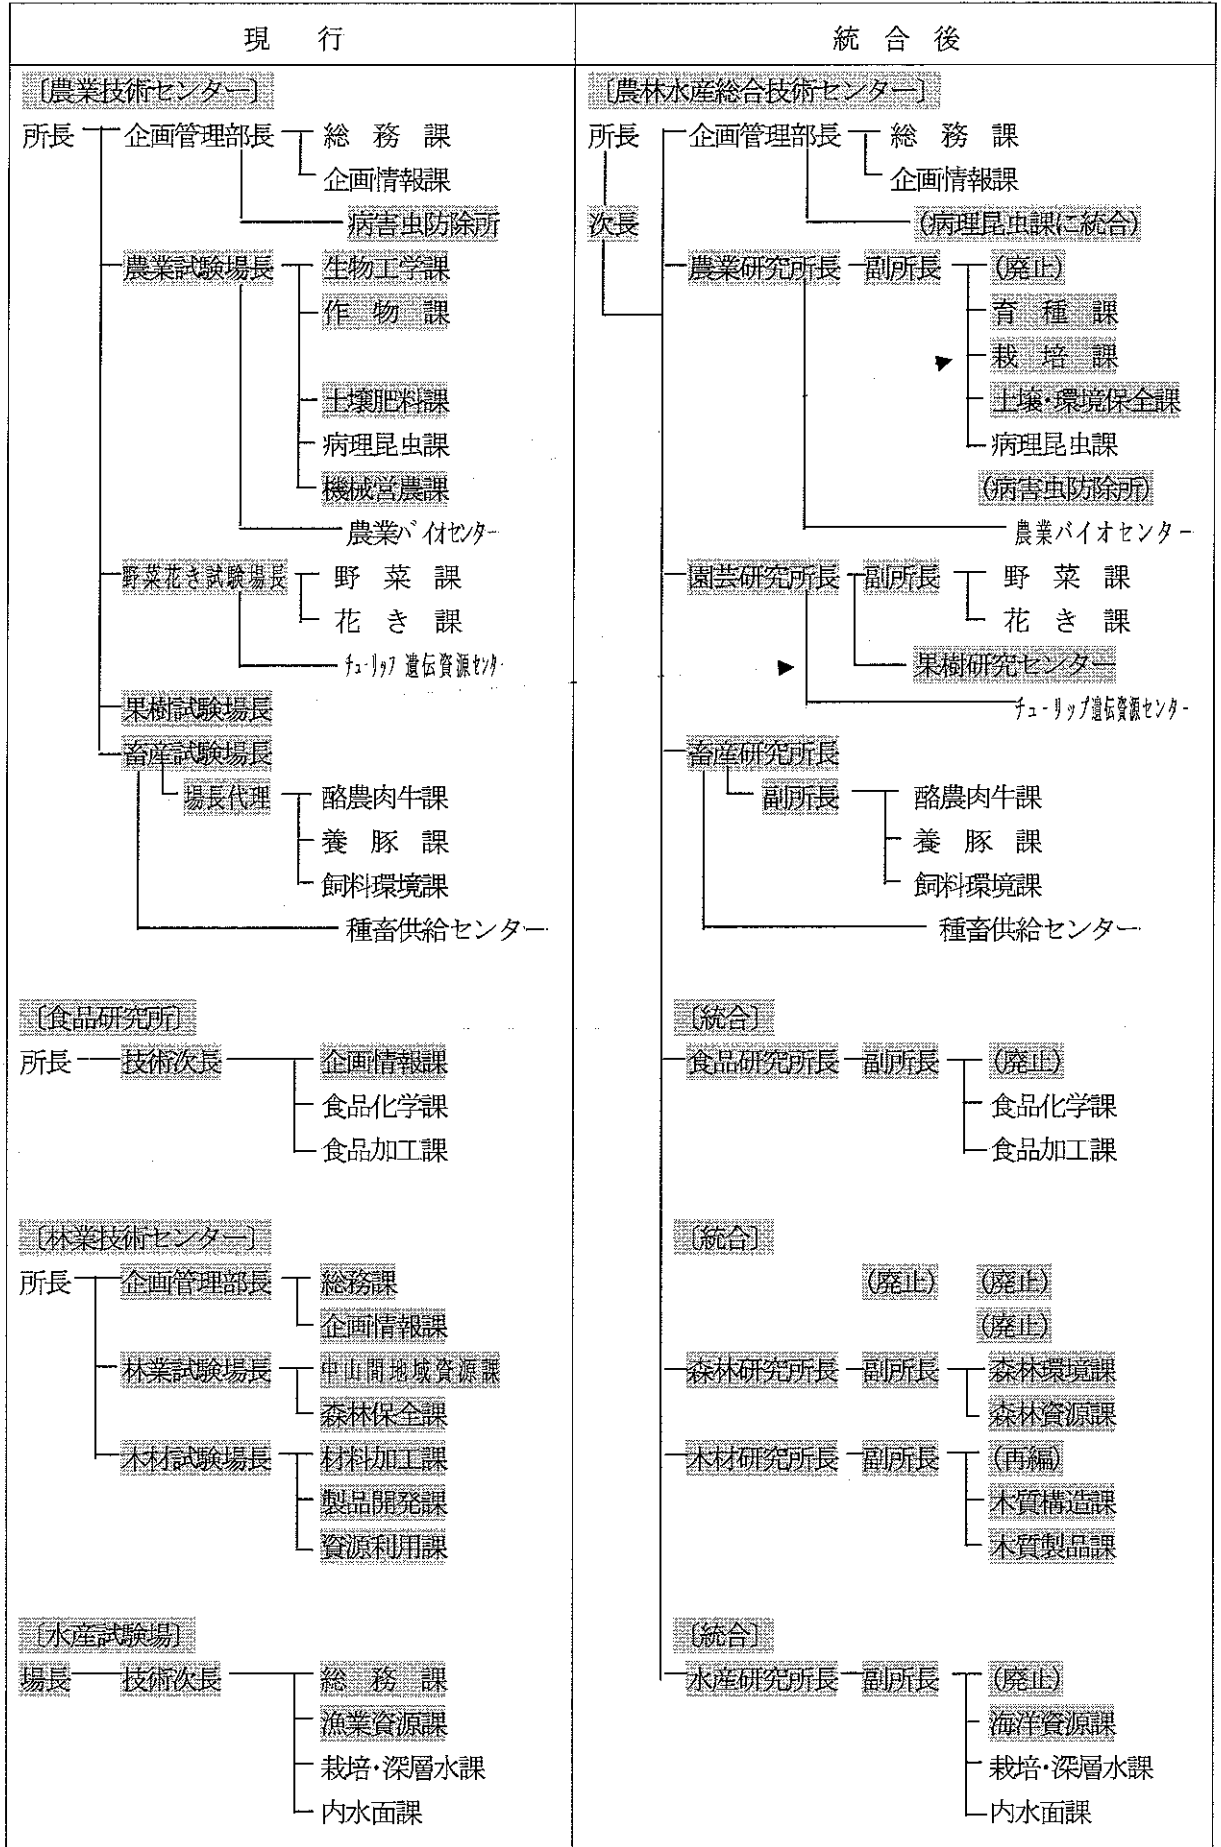 現　行
〔農業技術センター〕
所長 企画管理部長 総　務　課
企画情報課
病害虫防除所
農業試験場長 生物工学課
作　物　課
土壌肥料課
病理昆虫課
機械営農課
農業バイオセンター
野菜花き試験場長 野　菜　課
花　き　課
チューリップ遺伝資源センター
果樹試験場長
畜産試験場長
場長代理 酪農肉牛課
養　豚　課
飼料環境課
種畜供給センター
〔食品研究所〕
所長 技術次長 企画情報課
食品化学課
食品加工課
〔林業技術センター〕
所長 企画管理部長 総務課
企画情報課
林業試験場長 中山間地域資源課
森林保全課
木材試験場長 材料加工課
製品開発課
資源利用課
〔水産試験場〕
場長 技術次長 総　務　課
漁業資源課
栽培・深層水課
内水面課
統　合　後
〔農林水産総合技術センター〕
所長 企画管理部長 総　務　課
企画情報課
次長 (病理昆虫課に統合)
農業研究所長 副所長 (廃止)
育　種　課
栽　培　課
土壌・環境保全課
病理昆虫課
(病害虫防除所)
農業バイオセンター
園芸研究所長 副所長 野　菜　課
花　き　課
果樹研究センター
チューリップ遺伝資源センター
畜産研究所長
副所長 酪農肉牛課
養　豚　課
飼料環境課
種畜供給センター
〔統合〕
食品研究所長 副所長 (廃止)
食品化学課
食品加工課
〔統合〕
(廃止) (廃止)
(廃止)
森林研究所長 副所長 森林環境課
森林資源課
木材研究所長 副所長 (再編)
木質構造課
木質製品課
〔統合〕
水産研究所長 副所長 (廃止)
海洋資源課
栽培・深層水課
内水面課